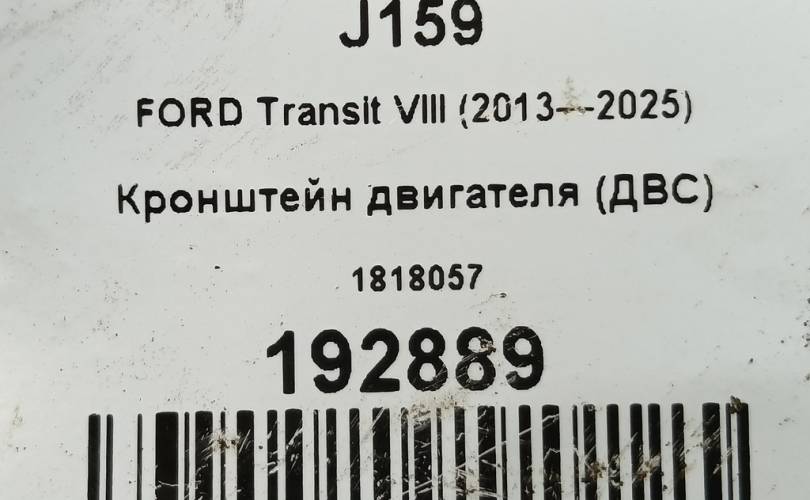 J159
FORD Transit VIII (2013--2025)
Кронштейн двигателя (ДВС)
1818057
192889